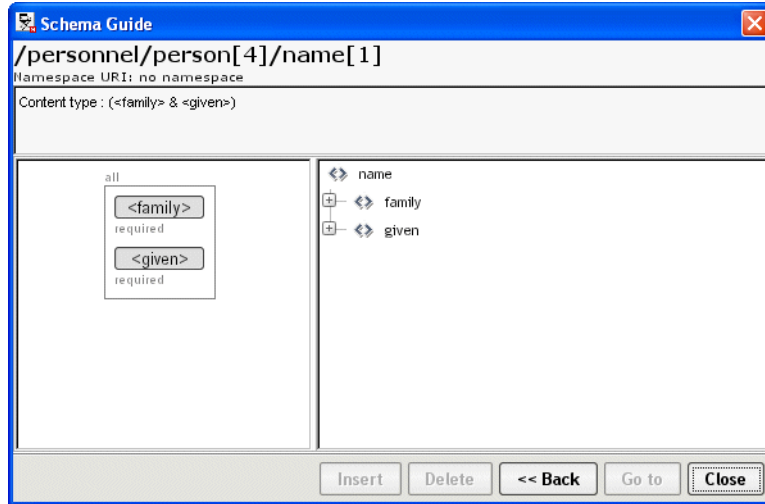 Schema Guide
/personnel/person[4]/name[1]
Namespace URI: no namespace
Content type : (<family> & <given>)
all
<family>
required
<given>
required
name
family
given
Insert
Delete
<< Back
Go to
Close